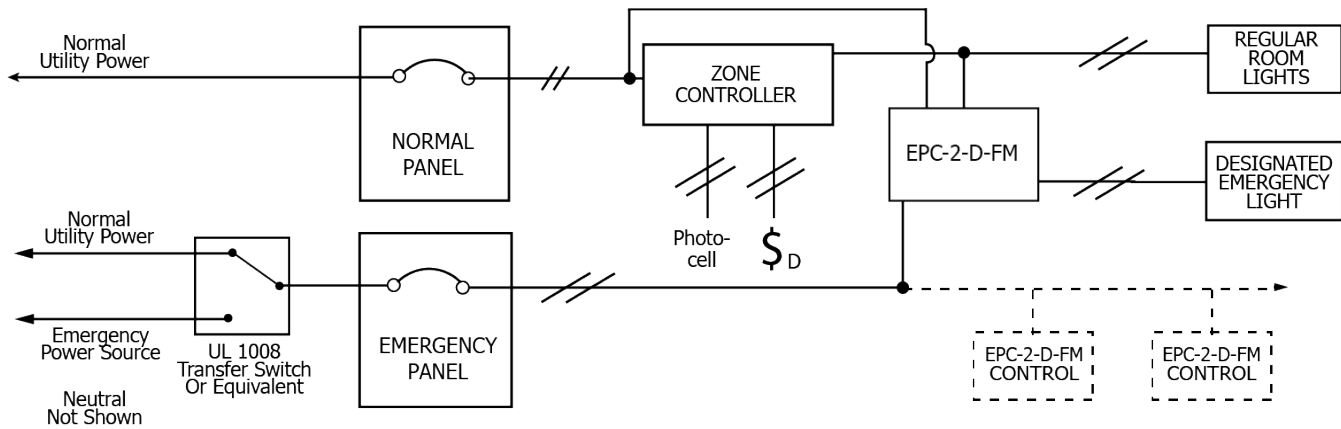 Normal
Utility Power
NORMAL
PANEL
ZONE
CONTROLLER
REGULAR
ROOM
LIGHTS
EPC-2-D-FM
DESIGNATED
EMERGENCY
LIGHT
Photo-
cell
$D
Normal
Utility Power
Emergency
Power Source
UL 1008
Transfer Switch
Or Equivalent
EMERGENCY
PANEL
EPC-2-D-FM
CONTROL
EPC-2-D-FM
CONTROL
Neutral
Not Shown